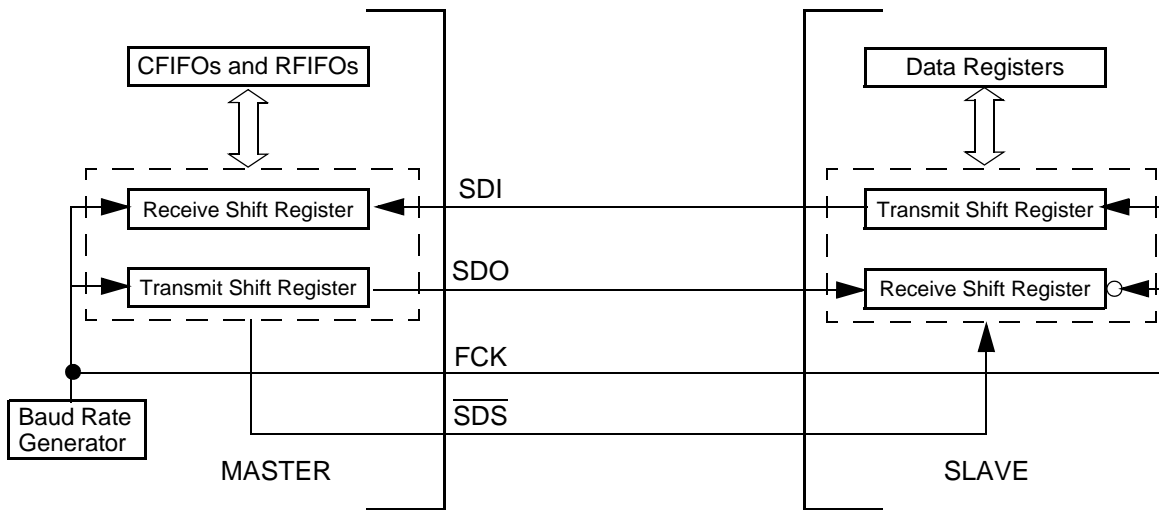 CFIFOs and RFIFOs
Data Registers
SDI
Receive Shift Register
Transmit Shift Register
SDO
Transmit Shift Register
Receive Shift Register
FCK
SDS
Baud Rate
Generator
MASTER
SLAVE